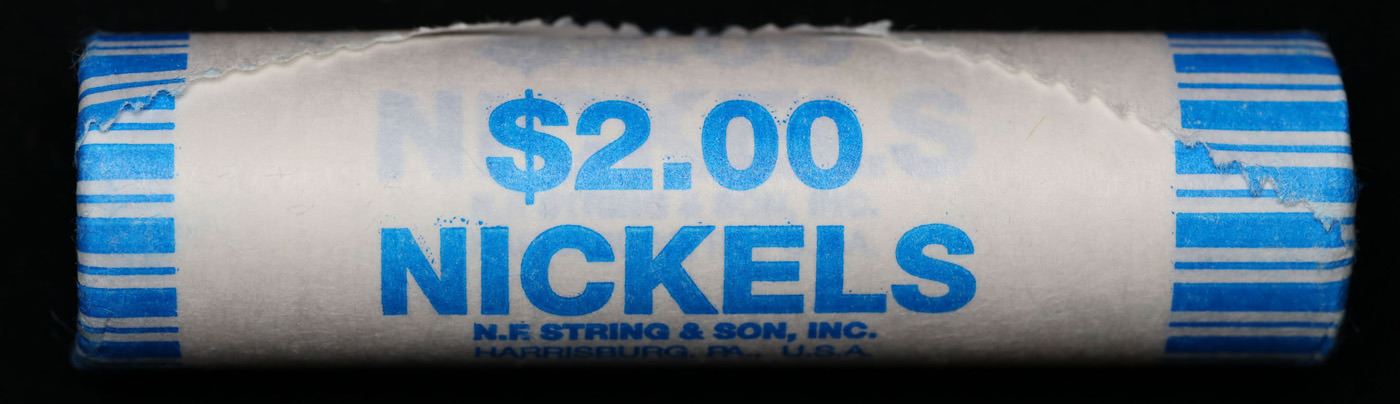 $2.00
NICKELS
N.F. STRING & SON, INC.
HARRISBURG, PA., U.S.A.